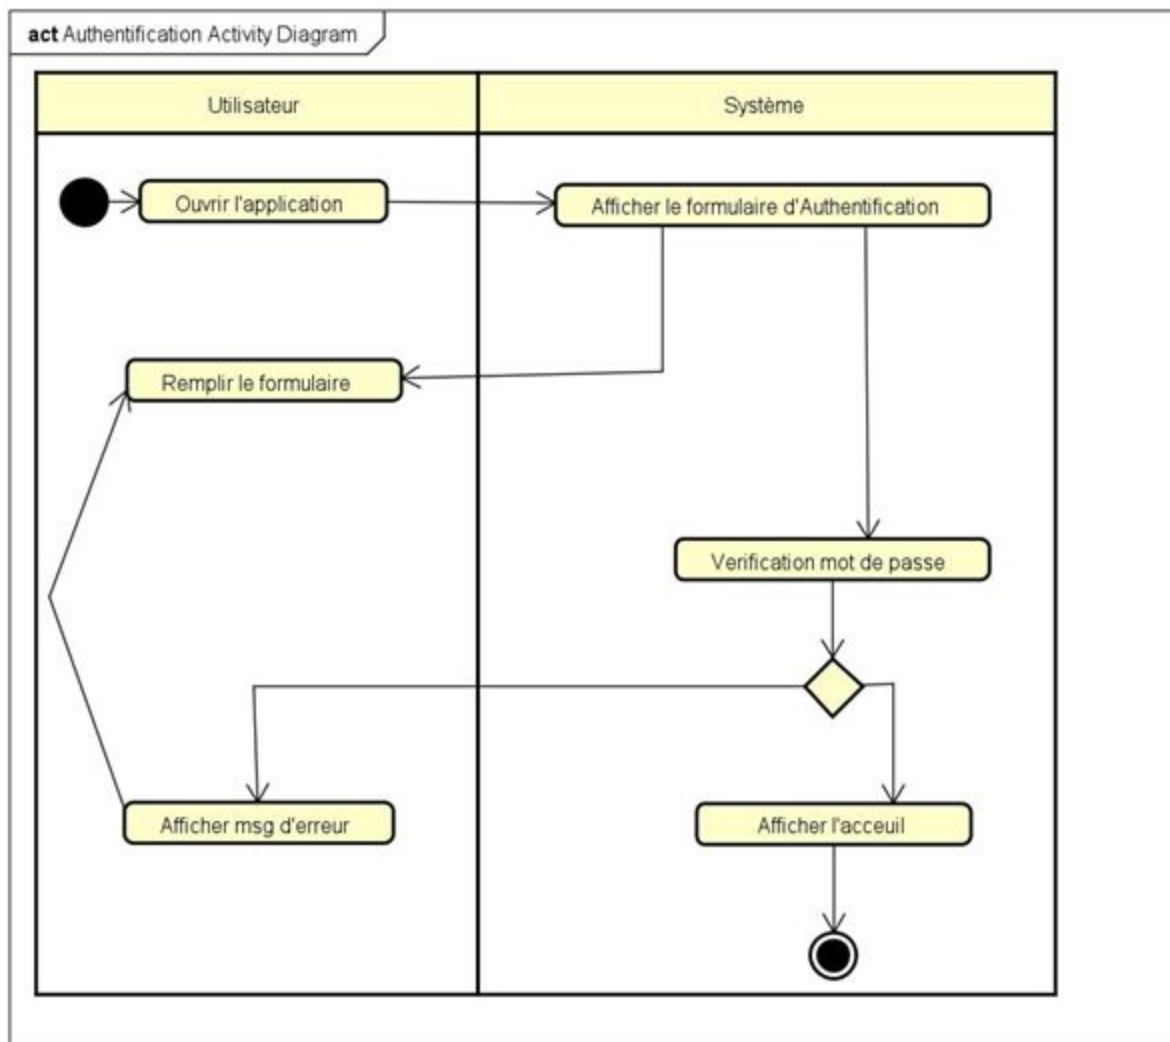 act Authentification Activity Diagram
Utilisateur
Système
Ouvrir l'application
Afficher le formulaire d'Authentification
Remplir le formulaire
Verification mot de passe
Afficher msg d'erreur
Afficher l'acceuil